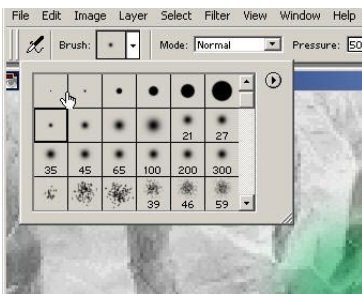 File Edit Image Layer Select Filter View Window Help
Brush: Mode: Normal Pressure: 50
21 27
35 45 65 100 200 300
39 46 59